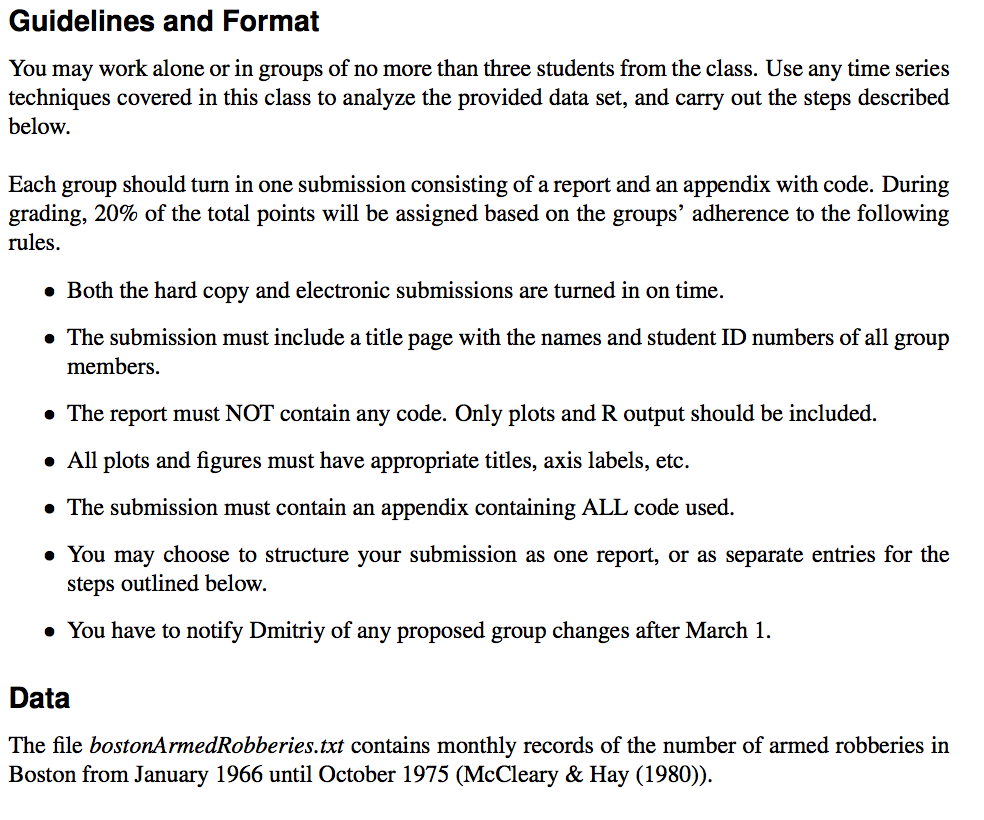 Guidelines and Format
You may work alone or in groups of no more than three students from the class. Use any time series
techniques covered in this class to analyze the provided data set, and carry out the steps described
below.
Each group should turn in one submission consisting of a report and an appendix with code. During
grading, 20% of the total points will be assigned based on the groups’ adherence to the following
rules.
• Both the hard copy and electronic submissions are turned in on time.
• The submission must include a title page with the names and student ID numbers of all group
members.
• The report must NOT contain any code. Only plots and R output should be included.
• All plots and figures must have appropriate titles, axis labels, etc.
• The submission must contain an appendix containing ALL code used.
• You may choose to structure your submission as one report, or as separate entries for the
steps outlined below.
• You have to notify Dmitriy of any proposed group changes after March 1.
Data
The file bostonArmedRobberies.txt contains monthly records of the number of armed robberies in
Boston from January 1966 until October 1975 (McCleary & Hay (1980)).